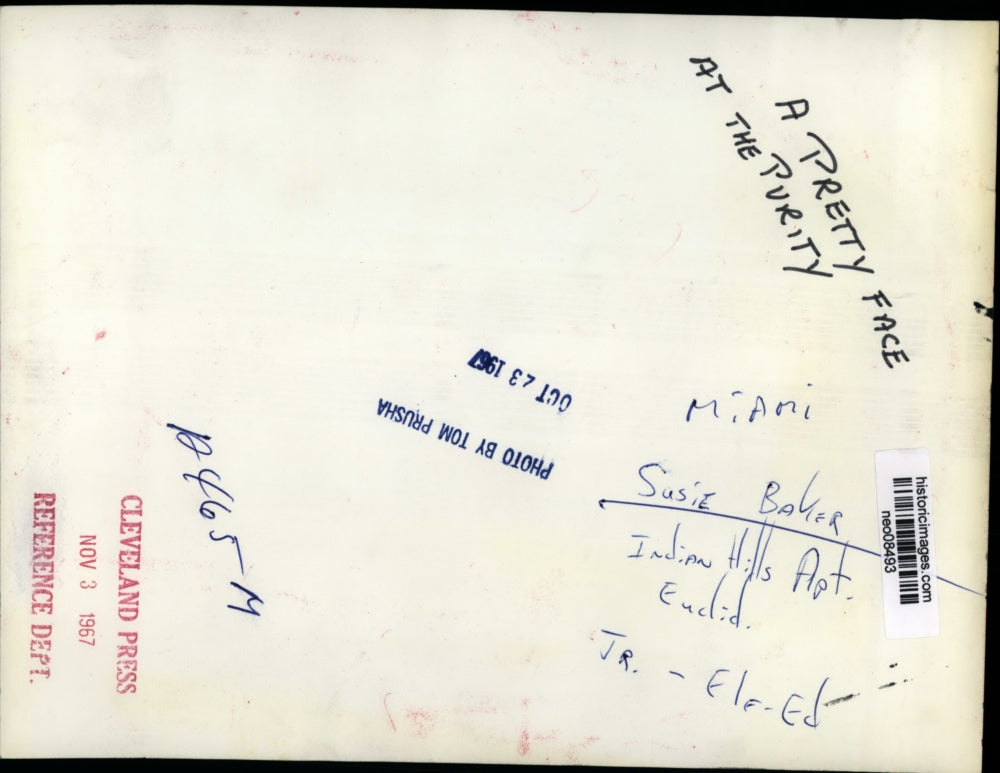 A PRETTY FACE
AT THE PURITY
Miami
Susie Baker
Indian Hills Apt.
Euclid.
JR. - Ele-Ed
OCT 23 1967
PHOTO BY TOM PRUSHA
A465-M
CLEVELAND PRESS
NOV 3 1967
REFERENCE DEPT.
historicimages.com
neo08493